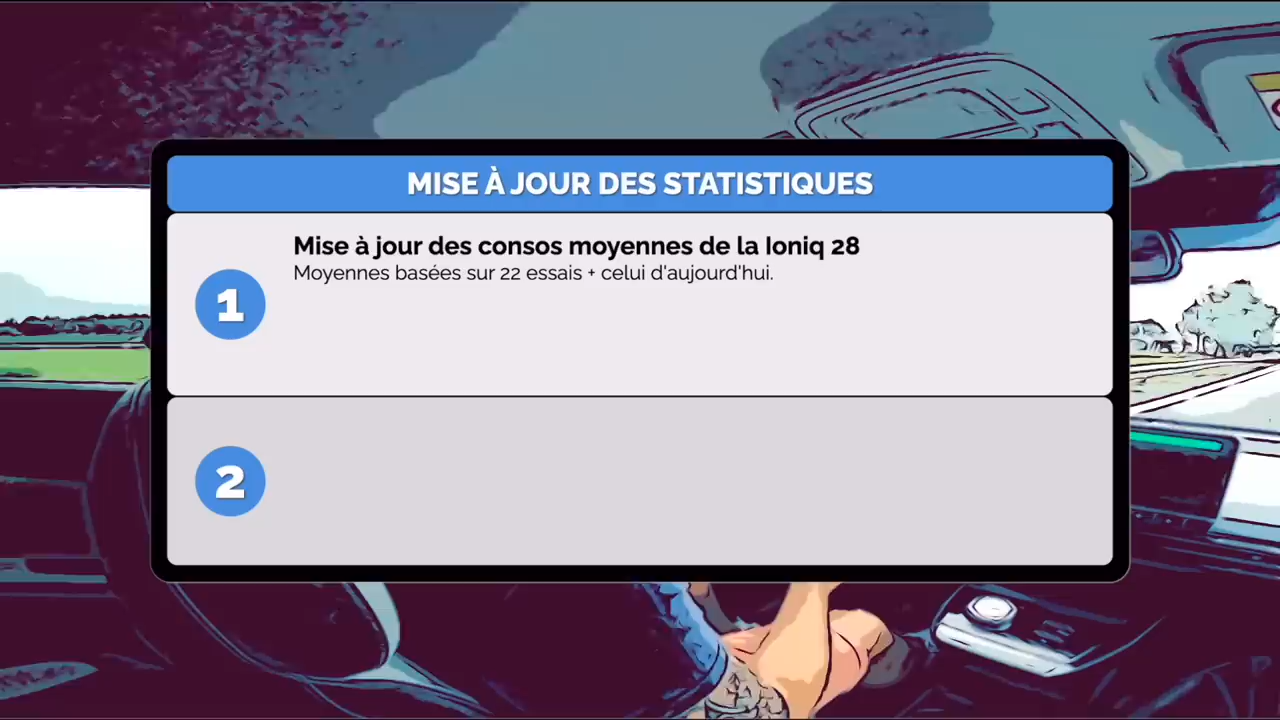 MISE À JOUR DES STATISTIQUES
1
Mise à jour des consos moyennes de la Ioniq 28
Moyennes basées sur 22 essais + celui d'aujourd'hui.
2